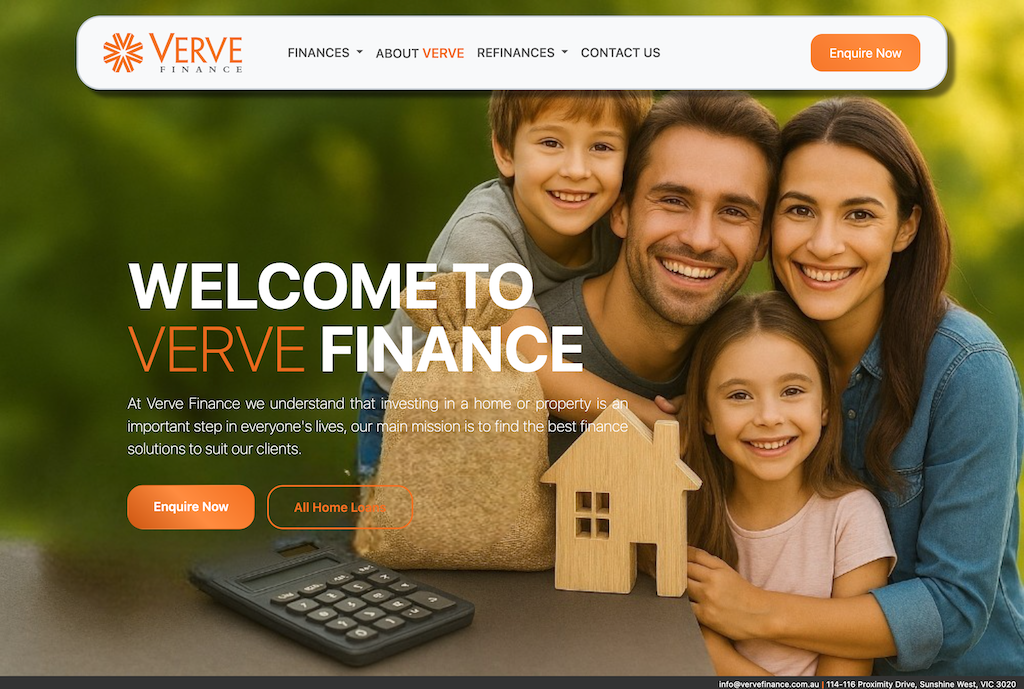 VERVE
FINANCE
FINANCES
ABOUT VERVE
REFINANCES
CONTACT US
Enquire Now
WELCOME TO
VERVE FINANCE
At Verve Finance we understand that investing in a home or property is an
important step in everyone's lives, our main mission is to find the best finance
solutions to suit our clients.
Enquire Now
All Home Loans
info@vervefinance.com.au | 114-116 Proximity Drive, Sunshine West, VIC 3020